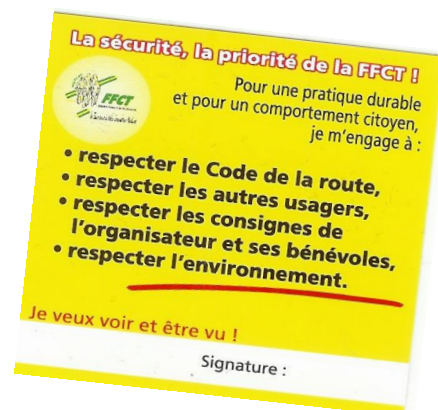 La sécurité, la priorité de la FFCT !
FFCT
Pour une pratique durable
et pour un comportement citoyen,
je m'engage à :
• respecter le Code de la route,
• respecter les autres usagers,
• respecter les consignes de
l'organisateur et ses bénévoles,
• respecter l'environnement.
Je veux voir et être vu !
Signature :